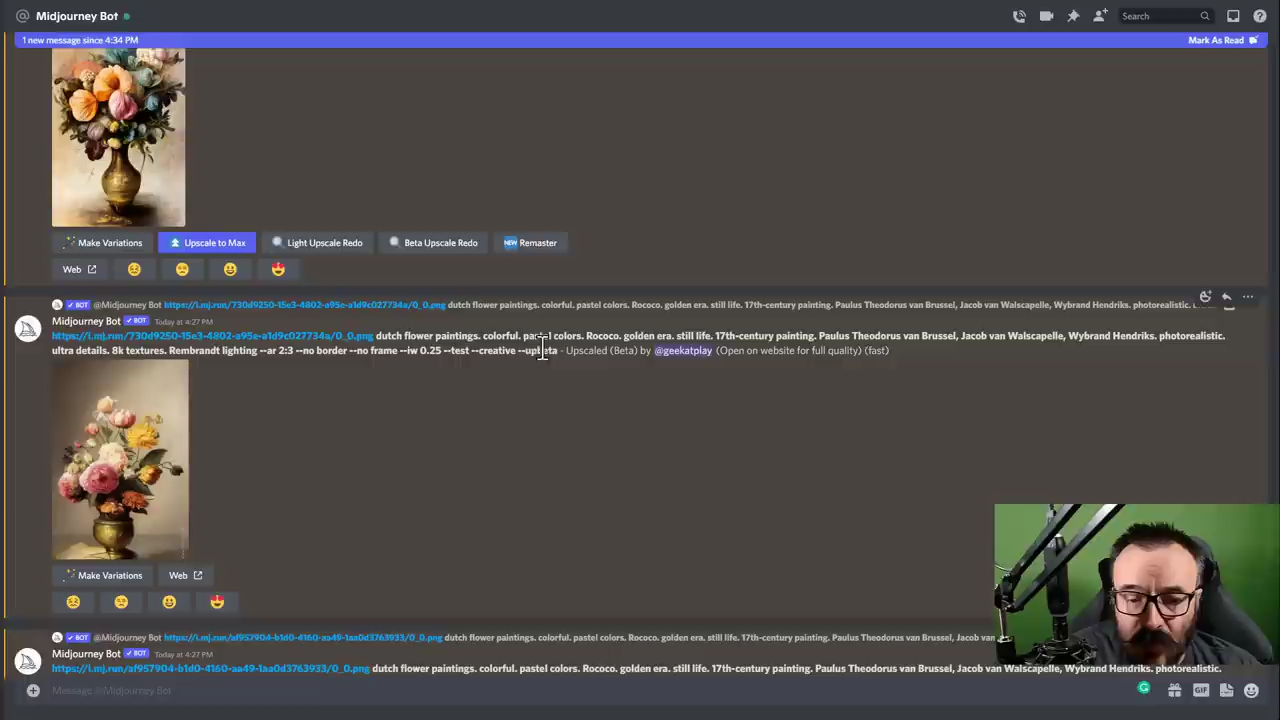 Midjourney Bot
Search
1 new message since 4:34 PM
Mark As Read
Make Variations
Upscale to Max
Light Upscale Redo
Beta Upscale Redo
NEW Remaster
Web
BOT @Midjourney Bot https://i.mj.run/730d9250-15e3-4802-a95e-a1d9c027734a/0_0.png dutch flower paintings. colorful. pastel colors. Rococo. golden era. still life. 17th-century painting. Paulus Theodorus van Brussel, Jacob van Walscapelle, Wybrand Hendriks. photorealistic.
Midjourney Bot BOT Today at 4:27 PM
https://i.mj.run/730d9250-15e3-4802-a95e-a1d9c027734a/0_0.png dutch flower paintings. colorful. pastel colors. Rococo. golden era. still life. 17th-century painting. Paulus Theodorus van Brussel, Jacob van Walscapelle, Wybrand Hendriks. photorealistic.
ultra details. 8k textures. Rembrandt lighting --ar 2:3 --no border --no frame --iw 0.25 --test --creative --upbeta - Upscaled (Beta) by @geekatplay (Open on website for full quality) (fast)
Make Variations
Web
BOT @Midjourney Bot https://i.mj.run/af957904-b1d0-4160-aa49-1aa0d3763933/0_0.png dutch flower paintings. colorful. pastel colors. Rococo. golden era. still life. 17th-century painting. Paulus Theodorus van Brussel, Jacob van
Midjourney Bot BOT Today at 4:27 PM
https://i.mj.run/af957904-b1d0-4160-aa49-1aa0d3763933/0_0.png dutch flower paintings. colorful. pastel colors. Rococo. golden era. still life. 17th-century painting. Paulus Theodorus van Brussel, Jacob van Walscapelle, Wybrand Hendriks. photorealistic.
Message @Midjourney Bot
GIF